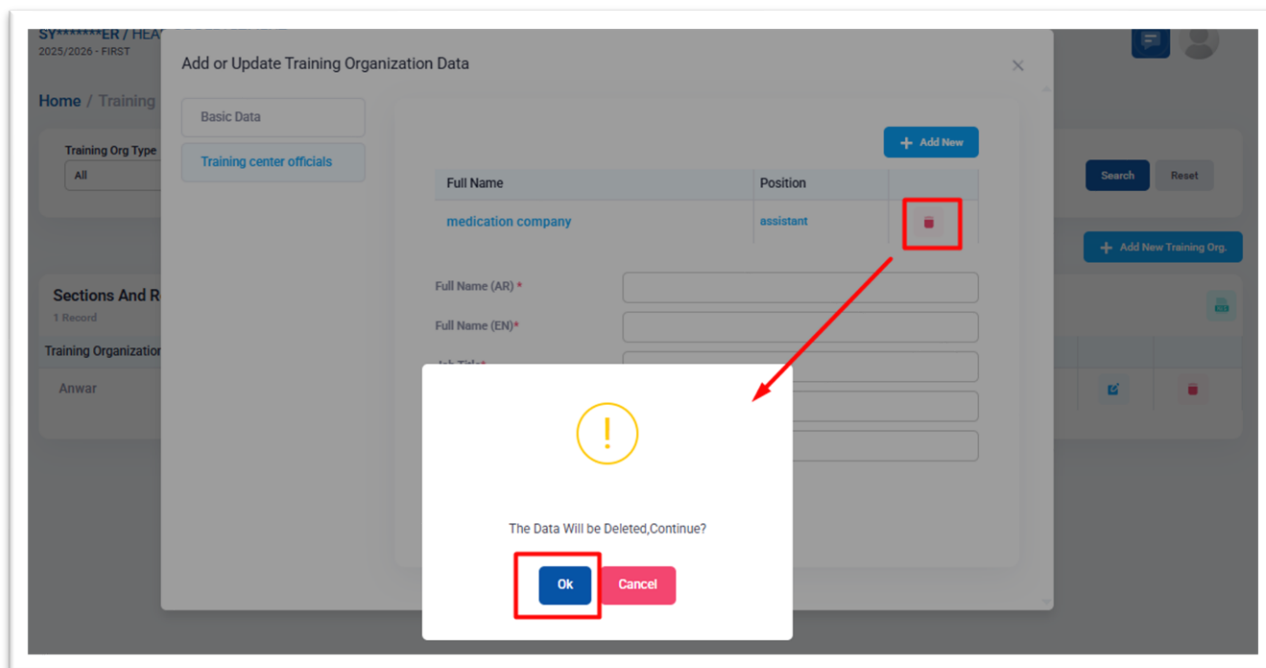 SY*******ER / HEA
2025/2026 - FIRST
Add or Update Training Organization Data
Home / Training
Basic Data
Training center officials
+ Add New
Training Org Type
All
Search
Reset
Full Name
Position
medication company
assistant
+ Add New Training Org.
Full Name (AR) *
Full Name (EN)*
Sections And R
1 Record
Training Organization
Anwar
The Data Will be Deleted,Continue?
Ok
Cancel